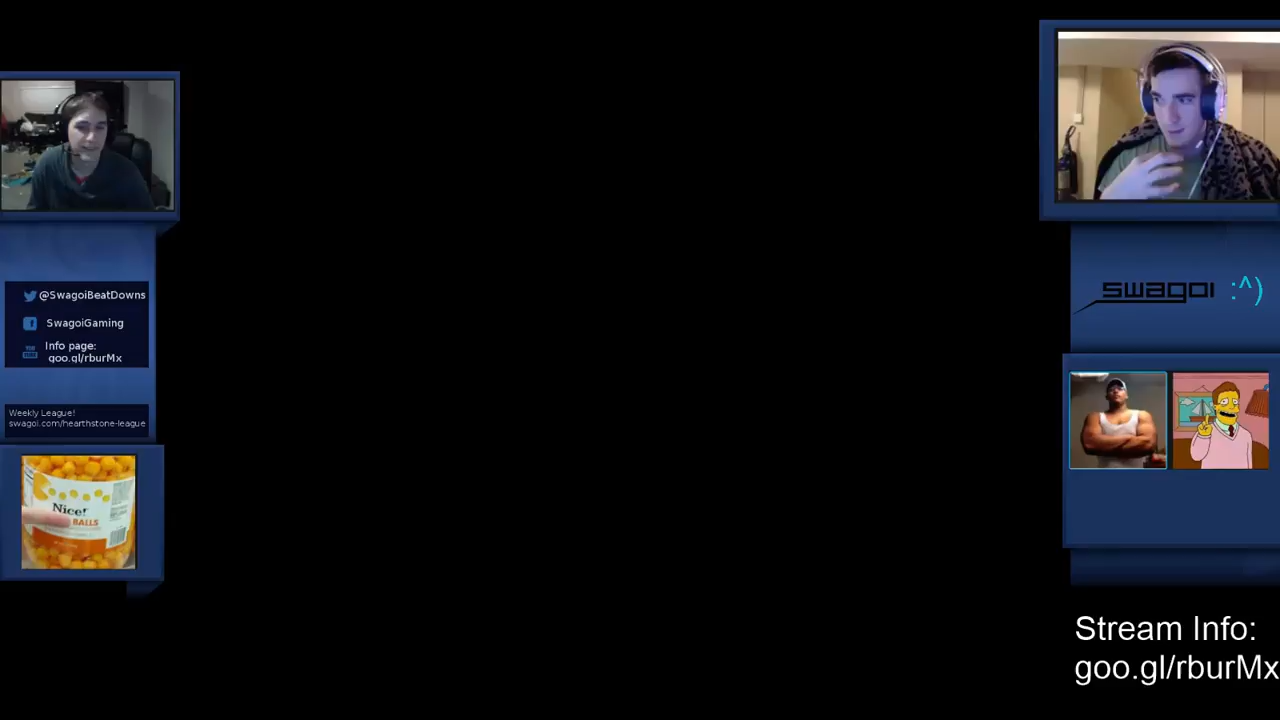 @SwagoiBeatDowns
SwagoiGaming
Info page:
goo.gl/rburMx
Weekly League!
swagoi.com/hearthstone-league
Nice!
BALLS
swagoi :^)
Stream Info:
goo.gl/rburMx